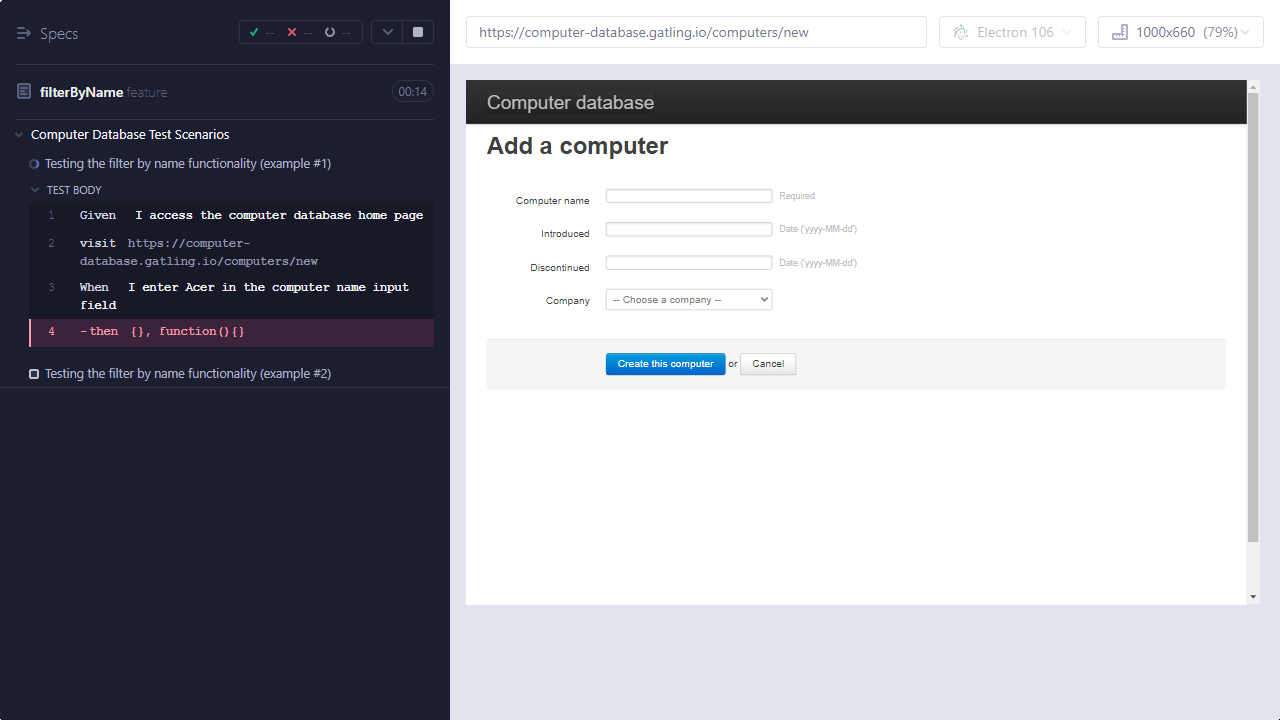 Specs
-- -- --
filterByName feature
00:14
Computer Database Test Scenarios
Testing the filter by name functionality (example #1)
TEST BODY
1 Given I access the computer database home page
2 visit https://computer-
database.gatling.io/computers/new
3 When I enter Acer in the computer name input
field
4 -then {}, function(){}
Testing the filter by name functionality (example #2)
https://computer-database.gatling.io/computers/new
Electron 106
1000x660 (79%)
Computer database
Add a computer
Computer name Required
Introduced Date ('yyyy-MM-dd')
Discontinued Date ('yyyy-MM-dd')
Company -- Choose a company --
Create this computer or Cancel